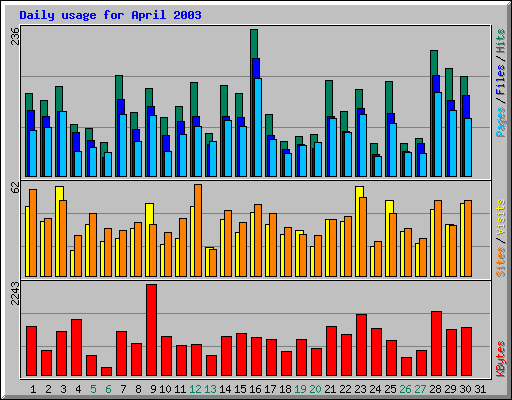 Daily usage for April 2003
236
Pages / Files / Hits
62
Sites / Visits
2243
KBytes
1 2 3 4 5 6 7 8 9 10 11 12 13 14 15 16 17 18 19 20 21 22 23 24 25 26 27 28 29 30 31